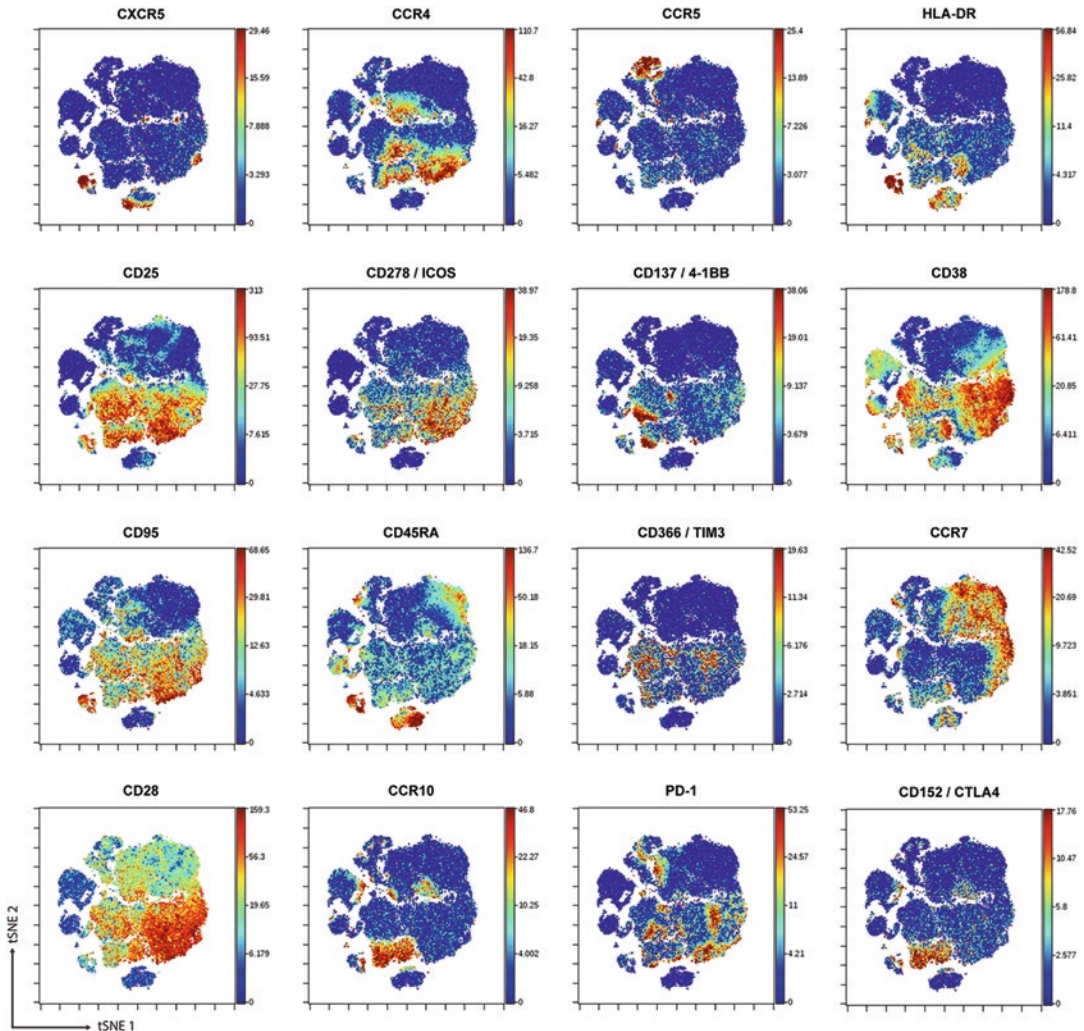 CXCR5 CCR4 CCR5 HLA-DR
29.46 110.7 25.4 56.84
15.59 42.8 13.89 25.82
7.888 16.27 7.226 11.4
3.293 5.482 3.077 4.317
0 0 0 0
CD25 CD278 / ICOS CD137 / 4-1BB CD38
313 38.97 38.06 178.8
93.51 19.35 19.01 61.41
28.75 9.258 9.137 20.85
7.615 3.715 3.679 6.411
0 0 0 0
CD95 CD45RA CD366 / TIM3 CCR7
68.65 136.7 19.63 42.52
29.81 50.18 11.34 20.69
12.63 18.15 6.176 9.723
4.633 5.88 2.714 3.851
0 0 0 0
CD28 CCR10 PD-1 CD152 / CTLA4
159.3 46.8 53.25 17.76
56.3 22.27 24.57 10.47
19.65 10.25 11 5.8
6.179 4.002 4.21 2.577
0 0 0 0
tSNE 2
tSNE 1